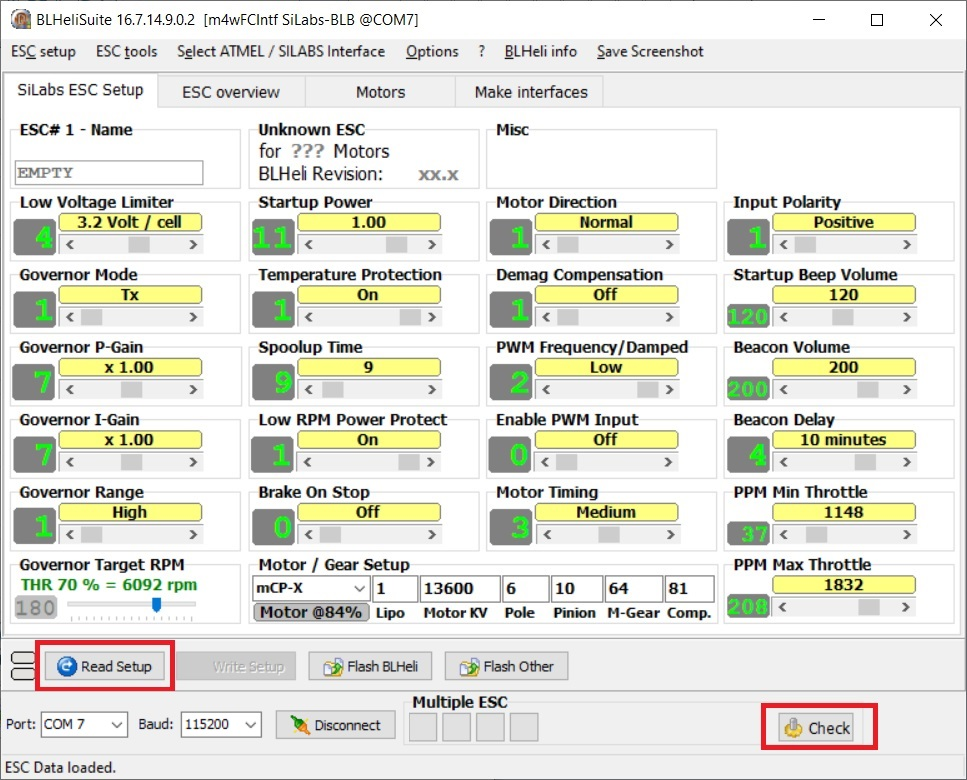 BLHeliSuite 16.7.14.9.0.2 [m4wFCIntf SiLabs-BLB @COM7]
ESC setup ESC tools Select ATMEL / SILABS Interface Options ? BLHeli info Save Screenshot
SiLabs ESC Setup ESC overview Motors Make interfaces
ESC# 1 - Name Unknown ESC Misc
for ??? Motors
EMPTY BLHeli Revision: xx.x
Low Voltage Limiter Startup Power Motor Direction Input Polarity
4 3.2 Volt / cell 11 1.00 1 Normal 1 Positive
Governor Mode Temperature Protection Demag Compensation Startup Beep Volume
1 Tx 1 On 1 Off 120 120
Governor P-Gain Spoolup Time PWM Frequency/Damped Beacon Volume
7 x 1.00 9 9 2 Low 200 200
Governor I-Gain Low RPM Power Protect Enable PWM Input Beacon Delay
7 x 1.00 1 On 0 Off 4 10 minutes
Governor Range Brake On Stop Motor Timing PPM Min Throttle
1 High 0 Off 3 Medium 37 1148
Governor Target RPM Motor / Gear Setup PPM Max Throttle
THR 70 % = 6092 rpm mCP-X 1 13600 6 10 64 81 208 1832
180 Motor @84% Lipo Motor KV Pole Pinion M-Gear Comp.
Read Setup Write Setup Flash BLHeli Flash Other
Multiple ESC
Port: COM 7 Baud: 115200 Disconnect Check
ESC Data loaded.